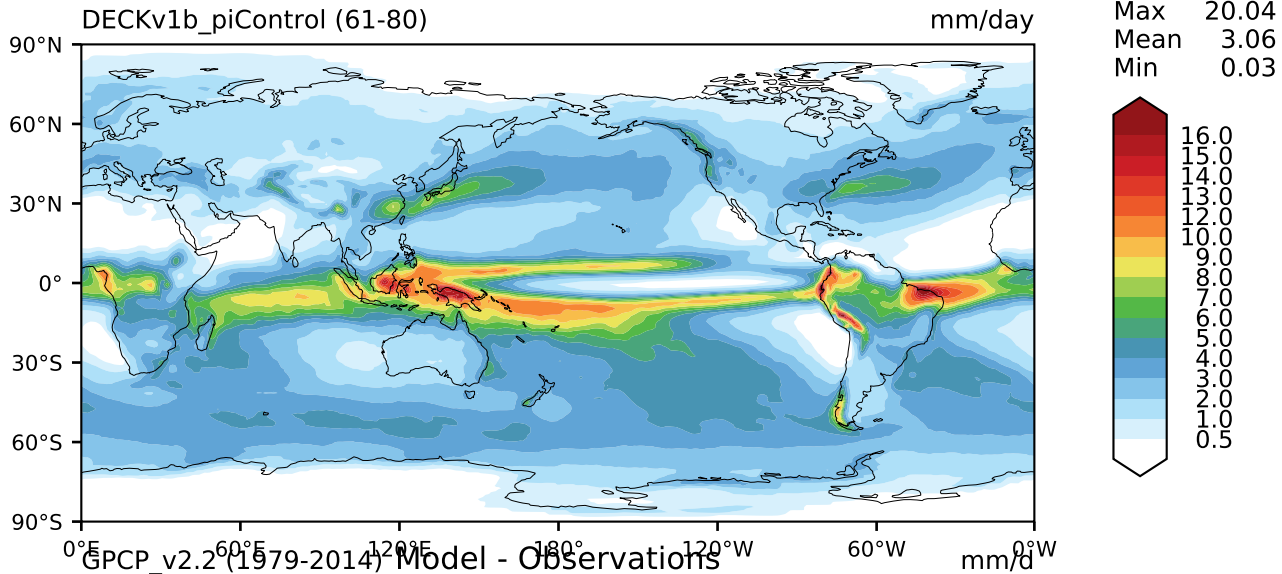 DECKv1b_piControl (61-80) mm/day
Max 20.04
Mean 3.06
Min 0.03
90°N
60°N
30°N
0°
30°S
60°S
90°S
16.0
15.0
14.0
13.0
12.0
10.0
9.0
8.0
7.0
6.0
5.0
4.0
3.0
2.0
1.0
0.5
0°E 60°E 120°E 180° 120°W 60°W 0°W
GPCP_v2.2 (1979-2014) Model - Observations mm/d